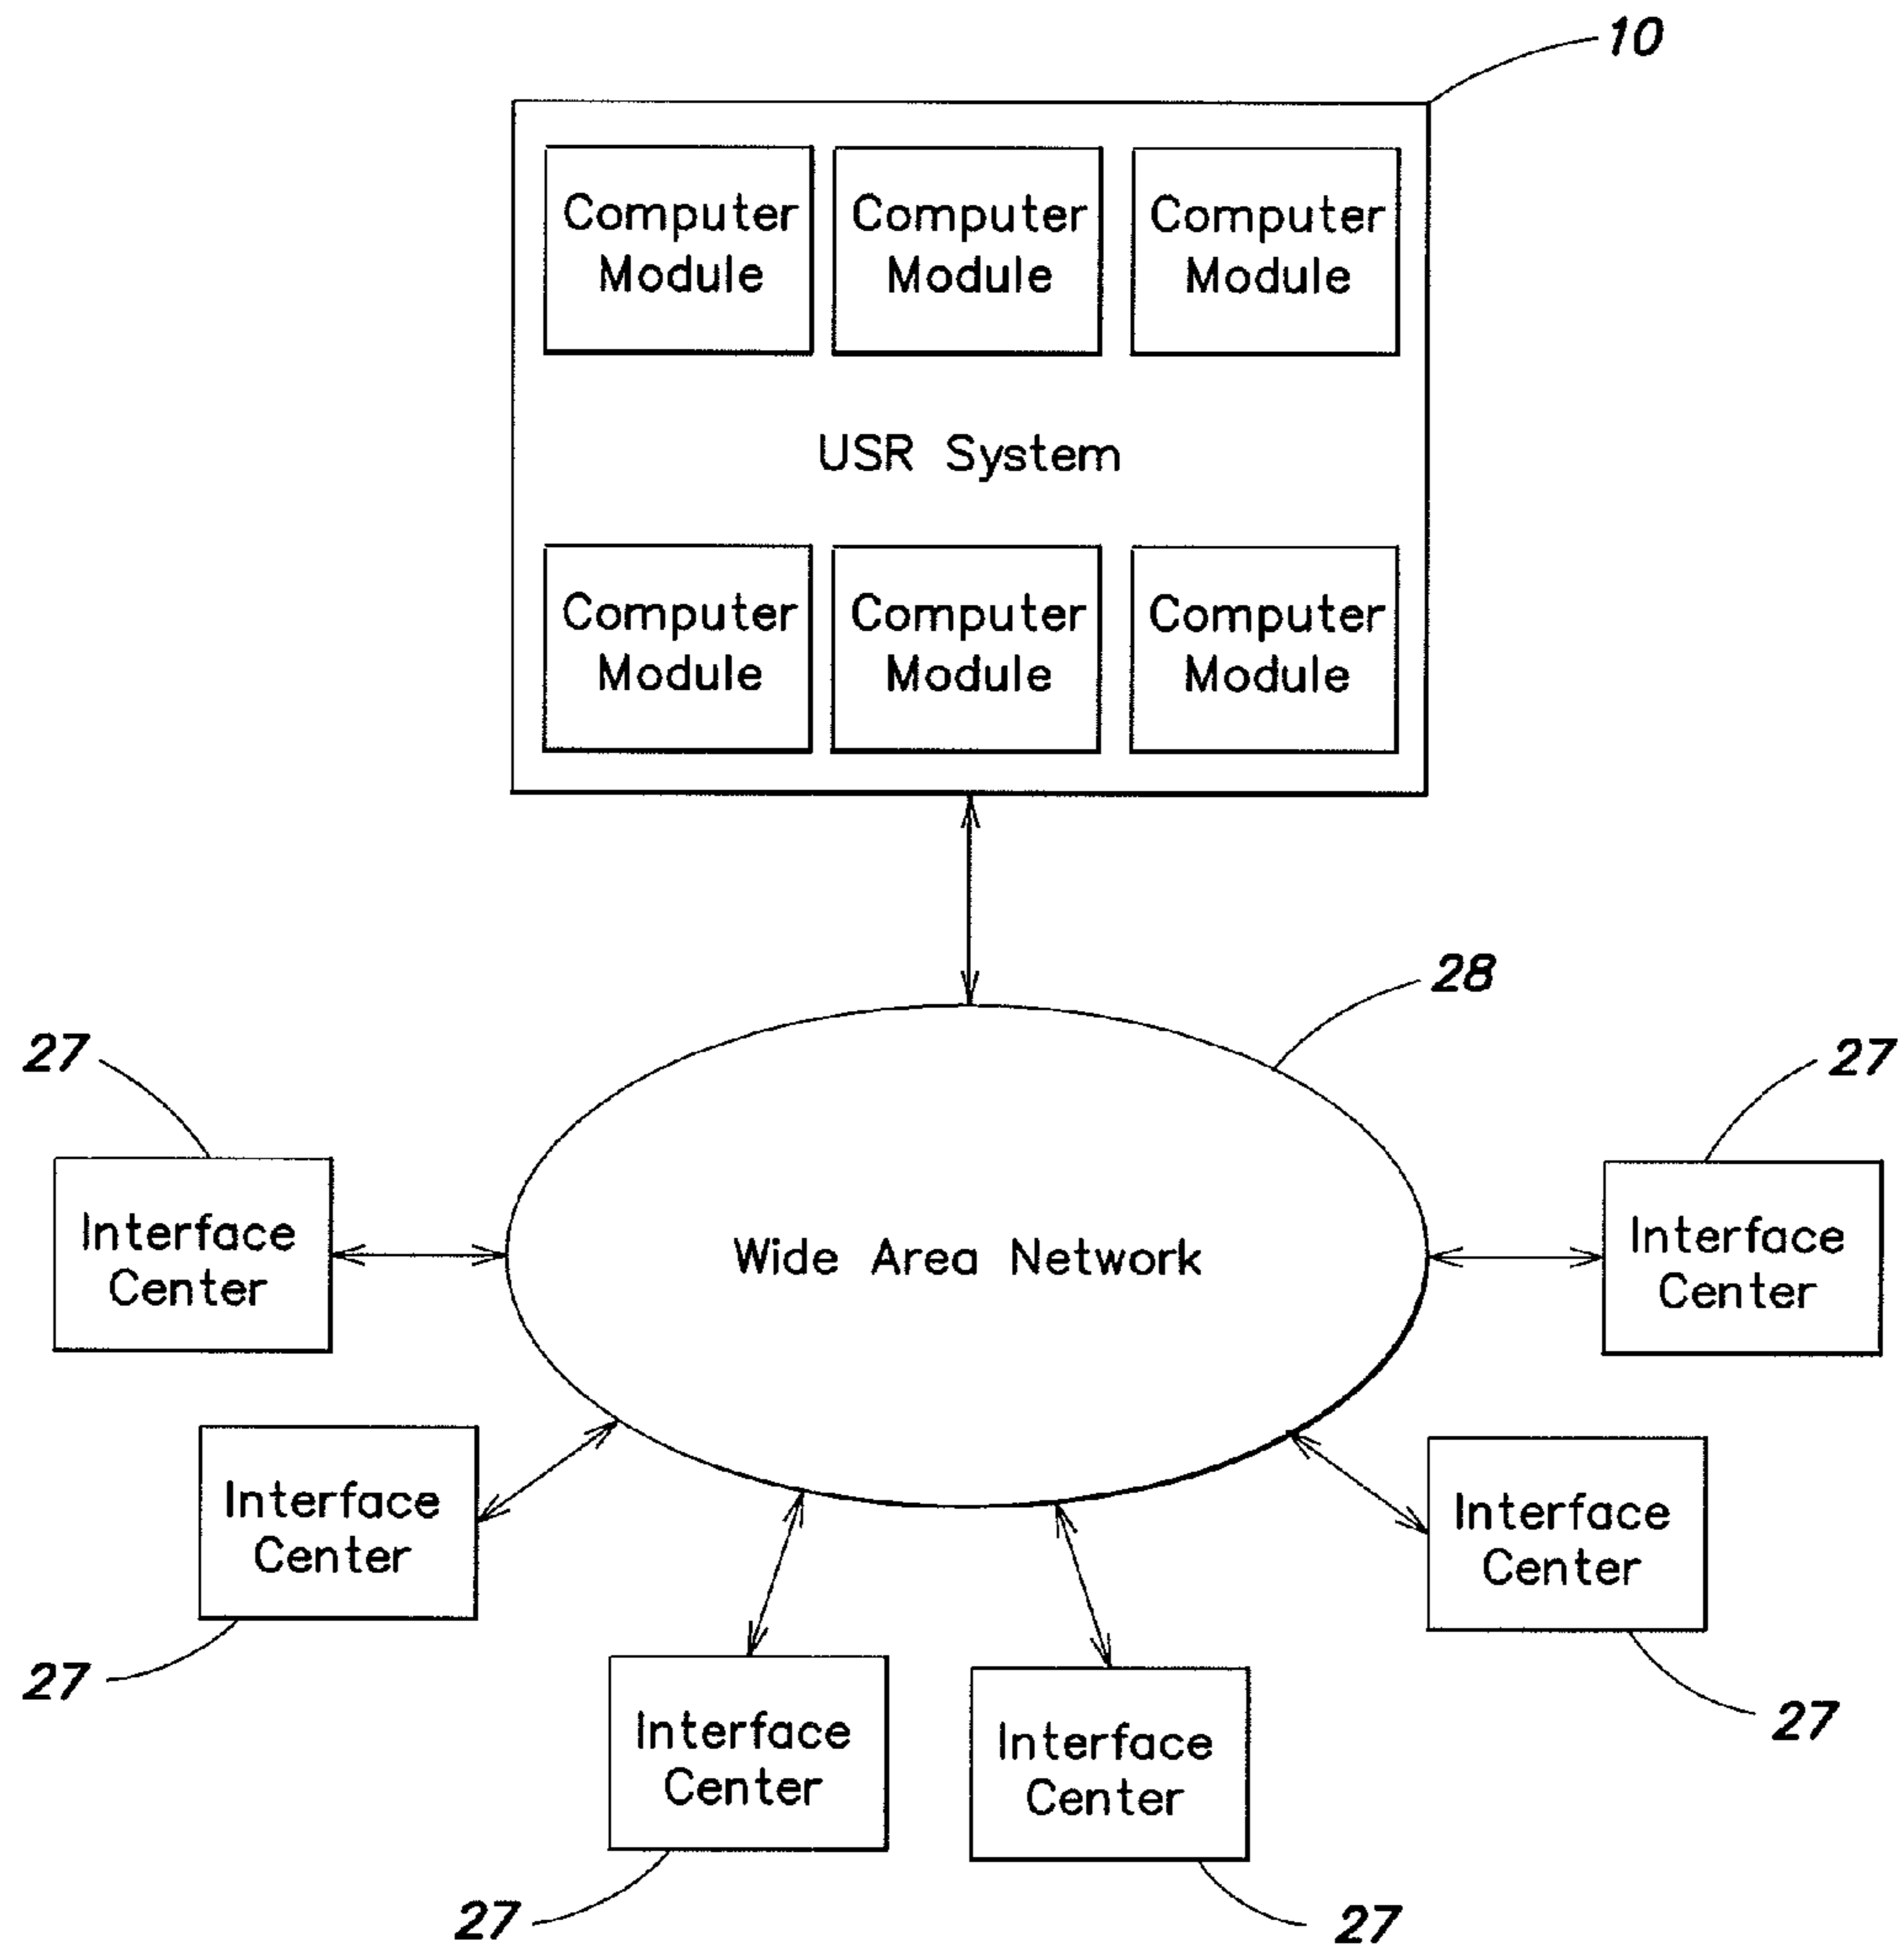 10
Computer
Module
Computer
Module
Computer
Module
USR System
Computer
Module
Computer
Module
Computer
Module
28
27
27
Wide Area Network
Interface
Center
Interface
Center
Interface
Center
Interface
Center
27
27
Interface
Center
Interface
Center
27
27